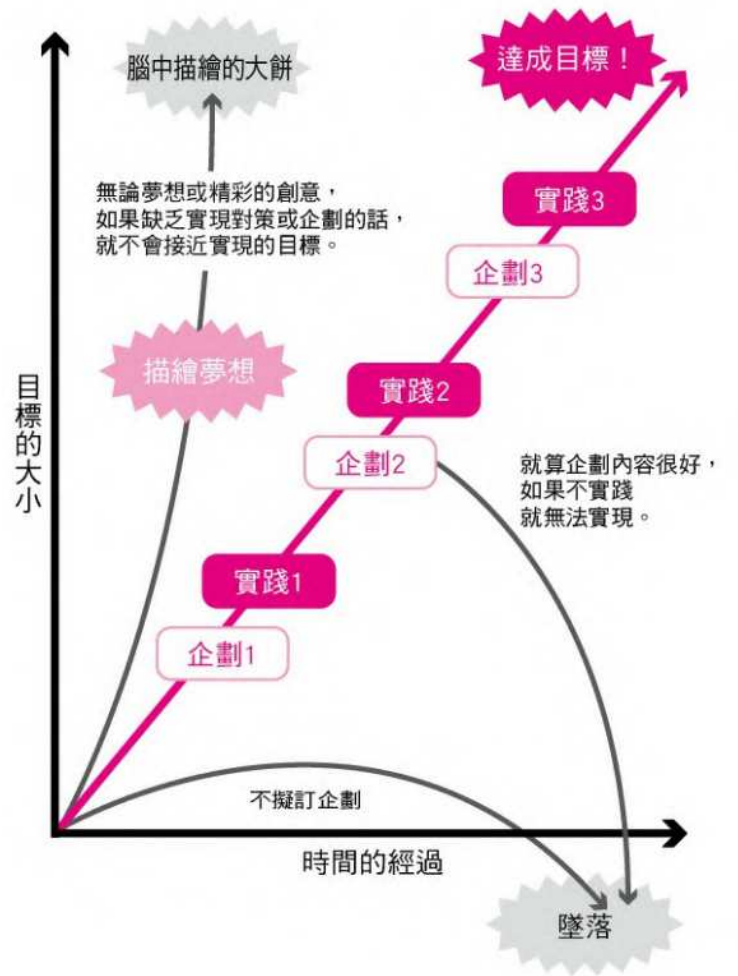 腦中描繪的大餅
達成目標！
無論夢想或精彩的創意，
如果缺乏實現對策或企劃的話，
就不會接近實現的目標。
實踐3
企劃3
描繪夢想
實踐2
企劃2
目標的大小
就算企劃內容很好，
如果不實踐
就無法實現。
實踐1
企劃1
不擬訂企劃
時間的經過
墜落